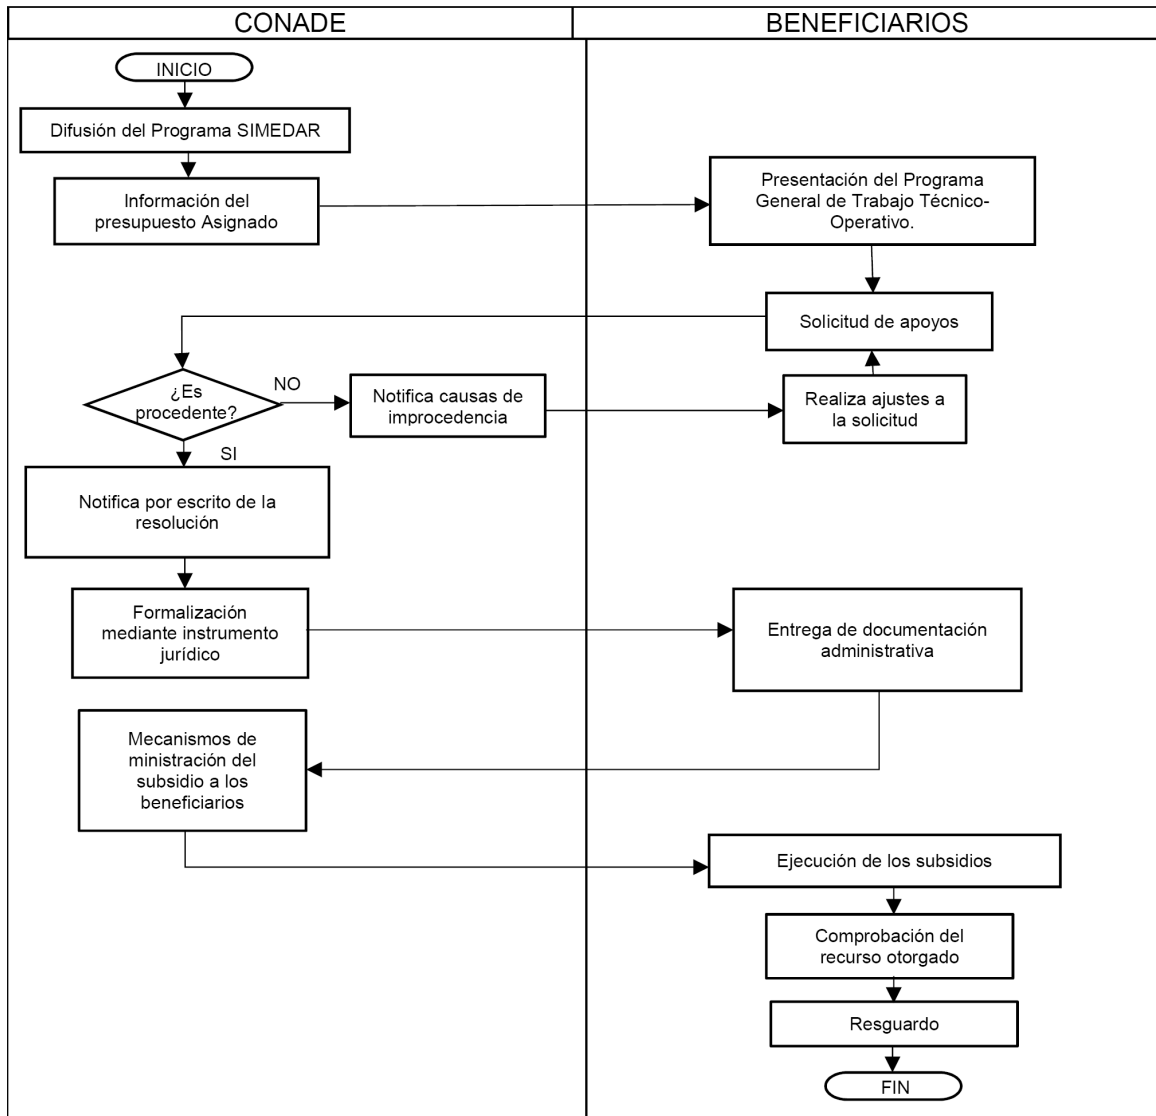 CONADE
BENEFICIARIOS
INICIO
Difusión del Programa SIMEDAR
Información del
presupuesto Asignado
Presentación del Programa
General de Trabajo Técnico-
Operativo.
Solicitud de apoyos
¿Es
procedente?
NO
Notifica causas de
improcedencia
Realiza ajustes a
la solicitud
SI
Notifica por escrito de la
resolución
Formalización
mediante instrumento
jurídico
Entrega de documentación
administrativa
Mecanismos de
ministración del
subsidio a los
beneficiarios
Ejecución de los subsidios
Comprobación del
recurso otorgado
Resguardo
FIN